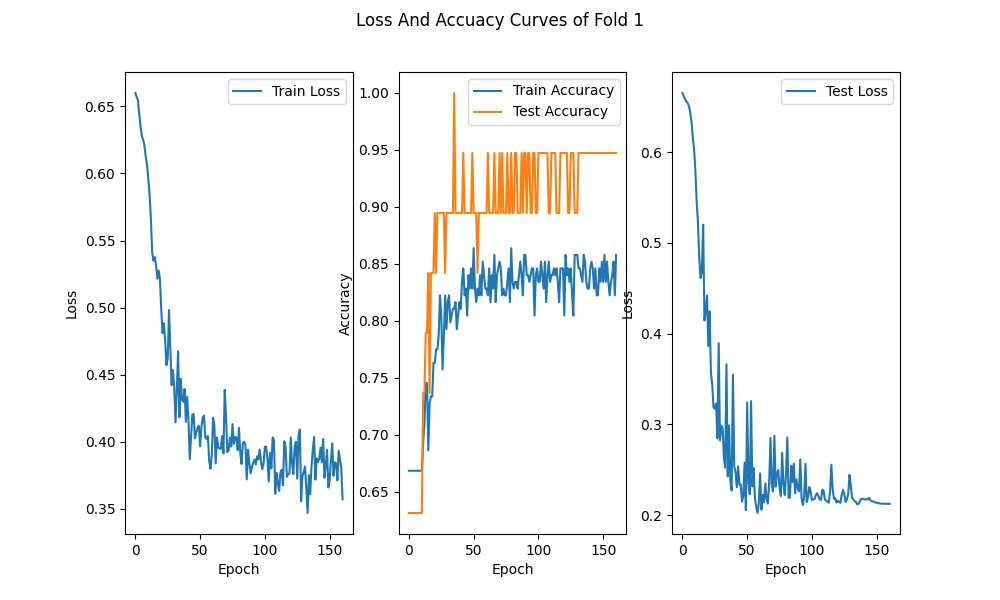 Loss And Accuacy Curves of Fold 1
Train Loss
0.65
0.60
0.55
0.50
0.45
0.40
0.35
Loss
0 50 100 150
Epoch
Train Accuracy
Test Accuracy
1.00
0.95
0.90
0.85
0.80
0.75
0.70
0.65
Accuracy
0 50 100 150
Epoch
Test Loss
0.6
0.5
0.4
0.3
0.2
Loss
0 50 100 150
Epoch